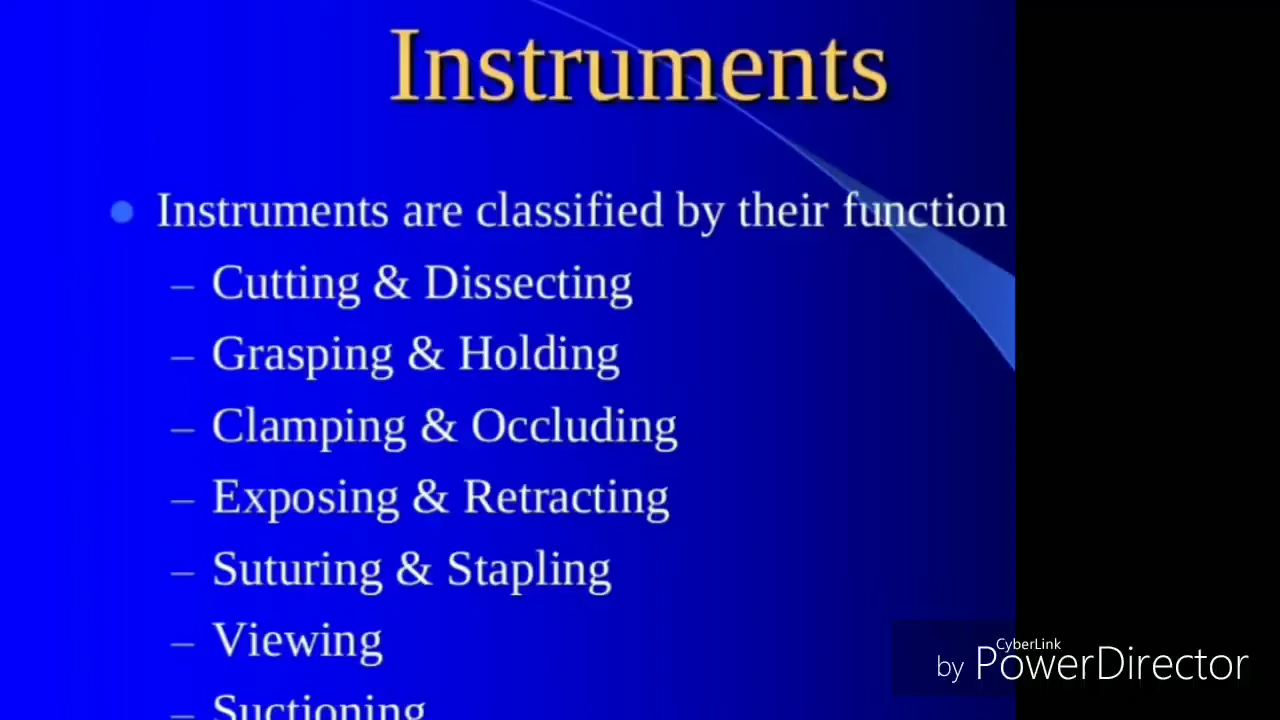 Instruments
Instruments are classified by their function
– Cutting & Dissecting
– Grasping & Holding
– Clamping & Occluding
– Exposing & Retracting
– Suturing & Stapling
– Viewing
– Suctioning
CyberLink
by PowerDirector